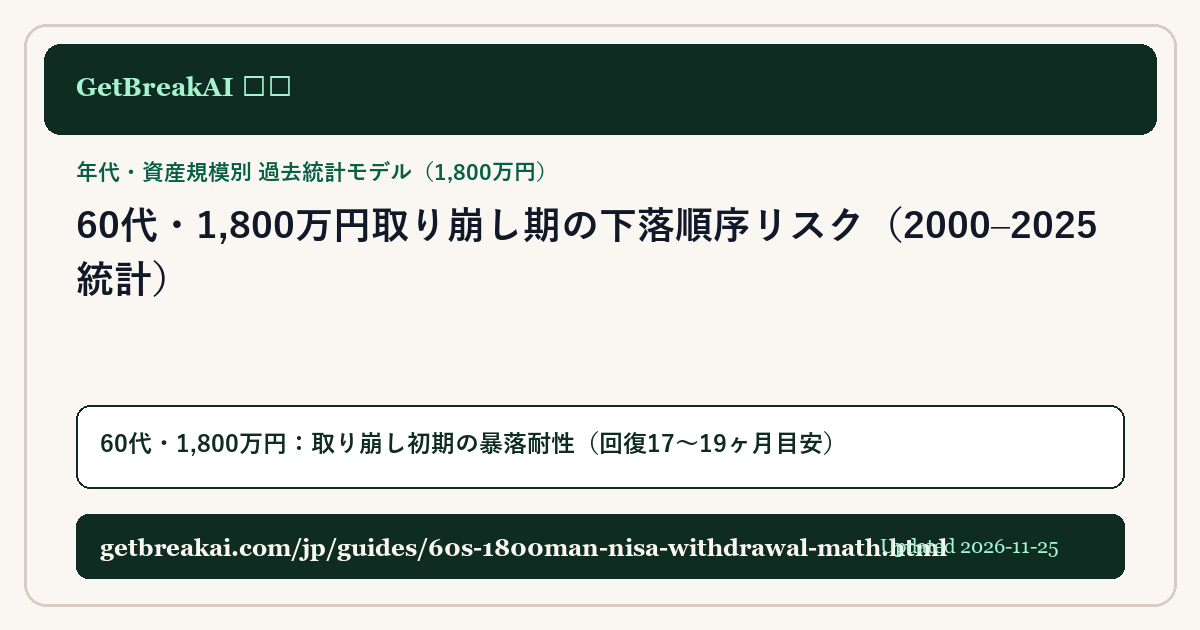 GetBreakAI □□
年代・資産規模別 過去統計モデル（1,800万円）
60代・1,800万円取り崩し期の下落順序リスク（2000–2025
統計）
60代・1,800万円：取り崩し初期の暴落耐性（回復17〜19ヶ月目安）
getbreakai.com/jp/guides/60s-1800man-nisa-withdrawal-math.html
Updated 2026-11-25